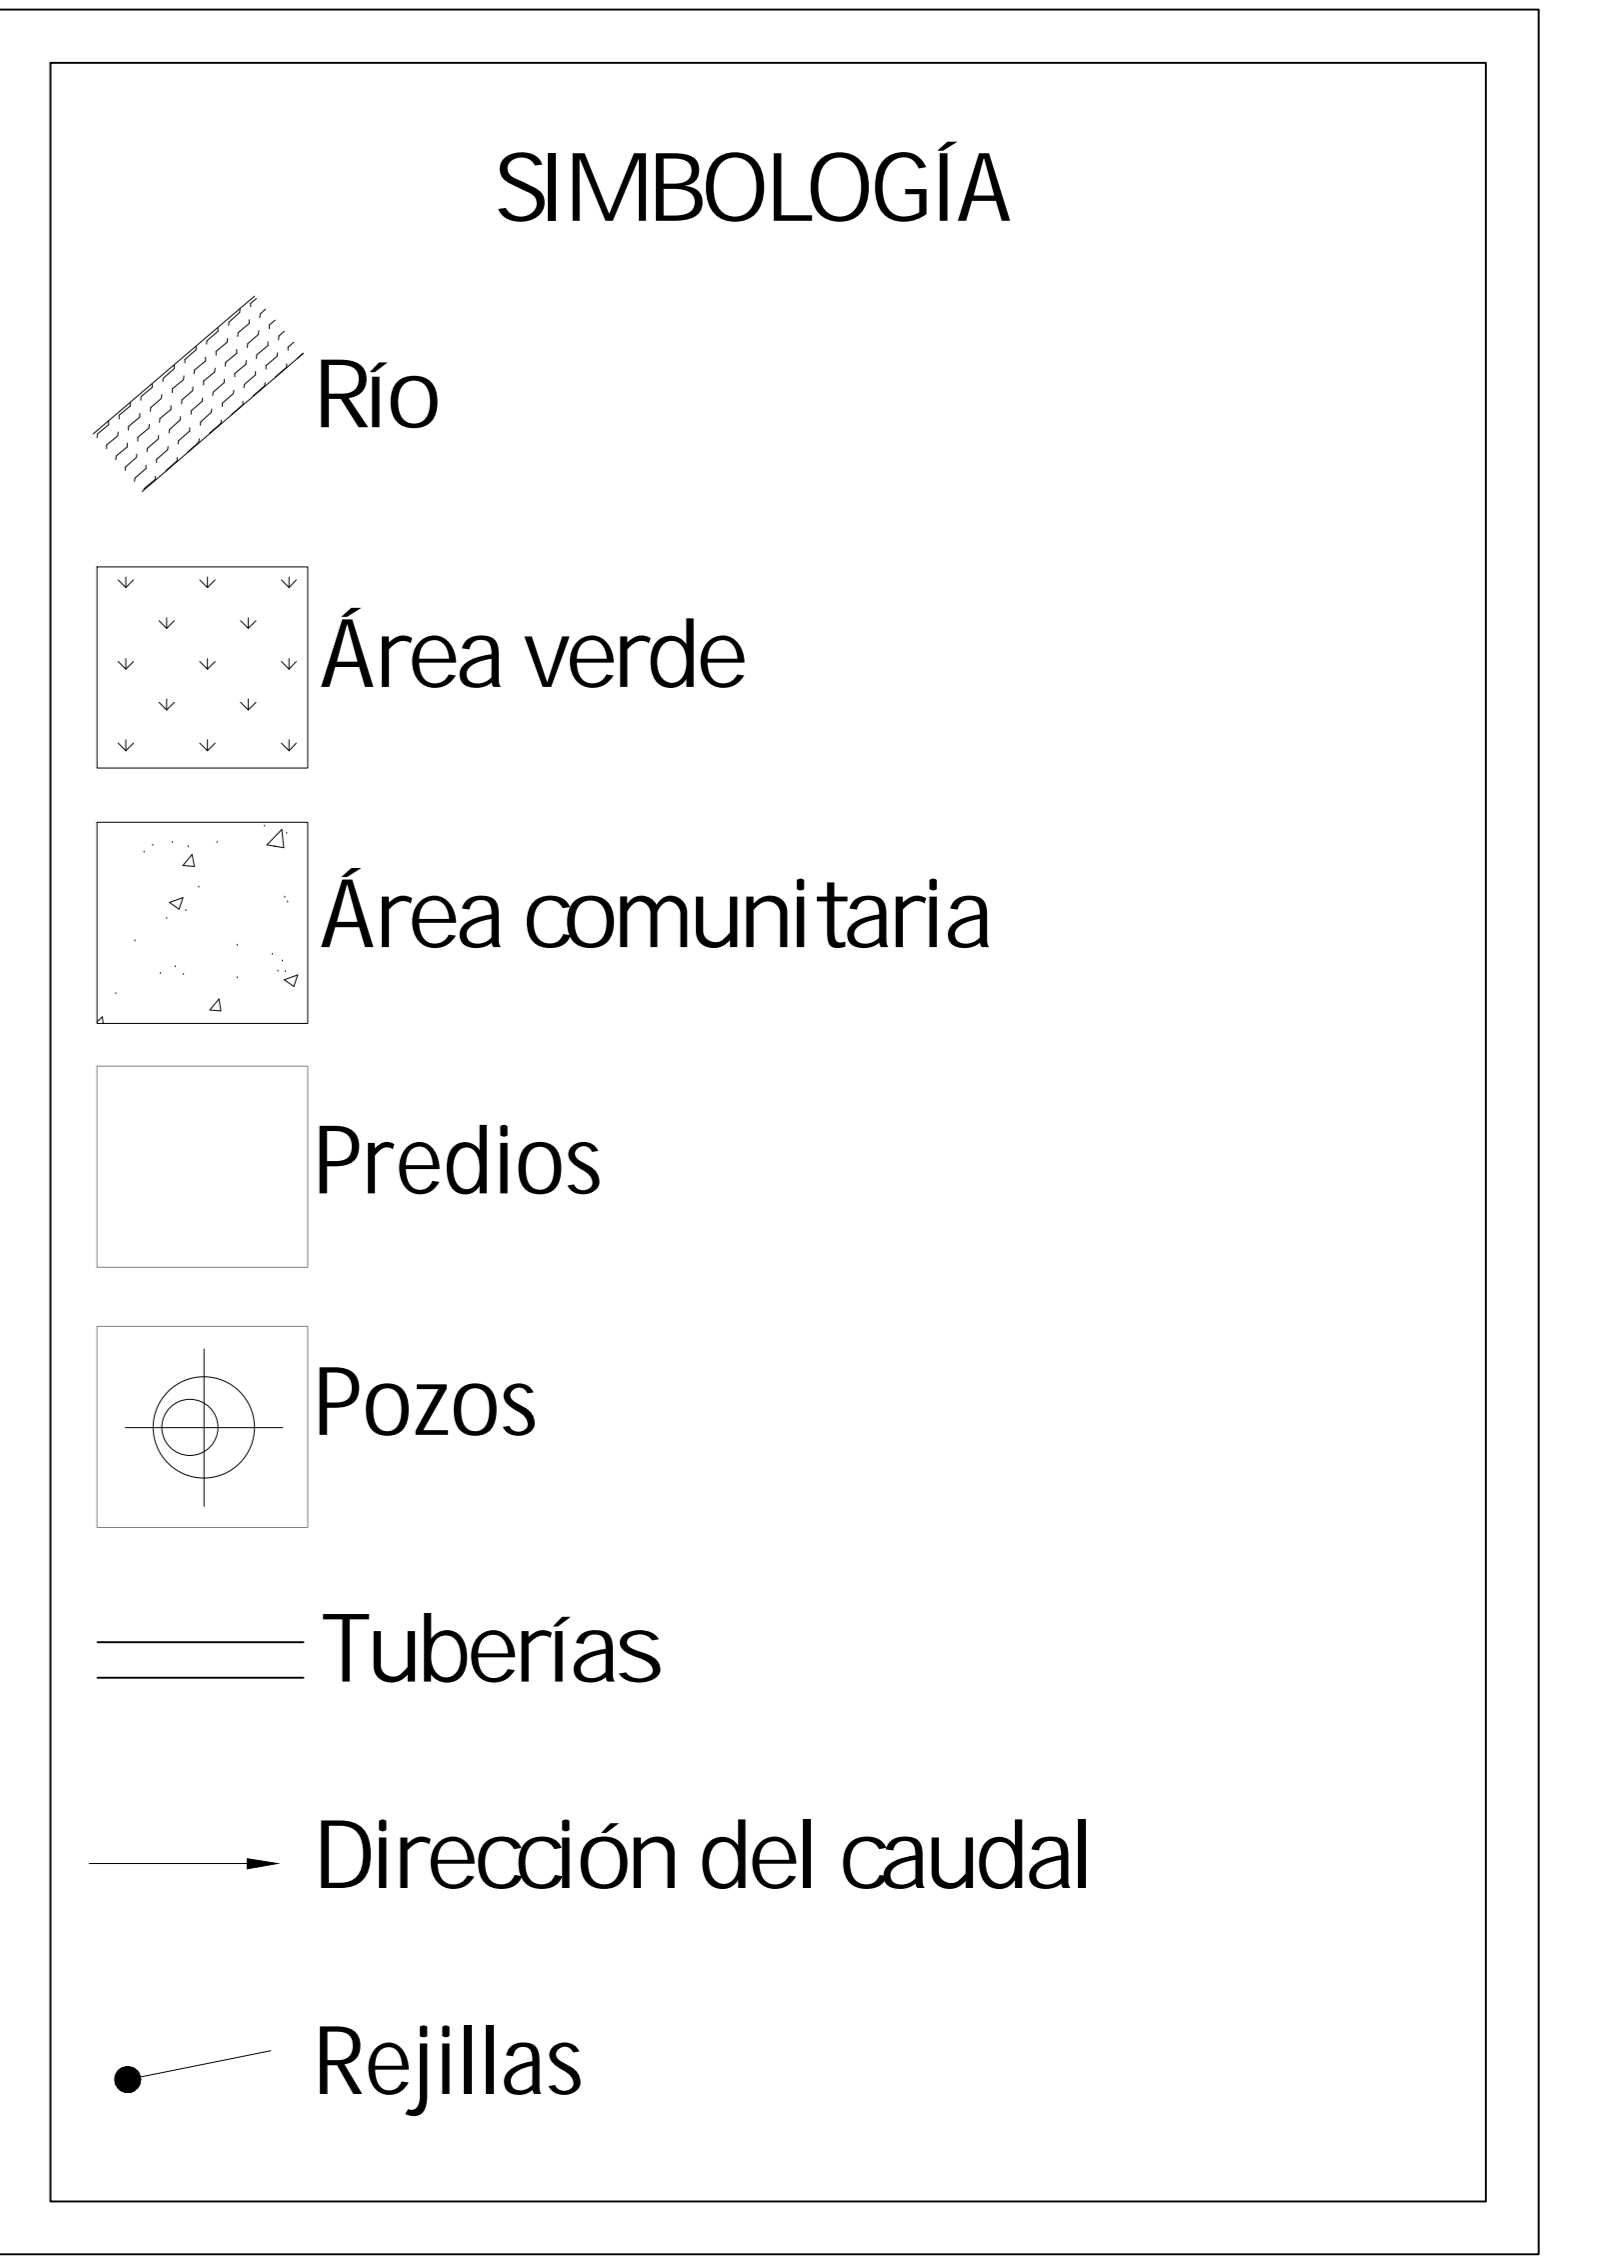 SIMBOLOGÍA
Río
Área verde
Área comunitaria
Predios
Pozos
Tuberías
Dirección del caudal
Rejillas